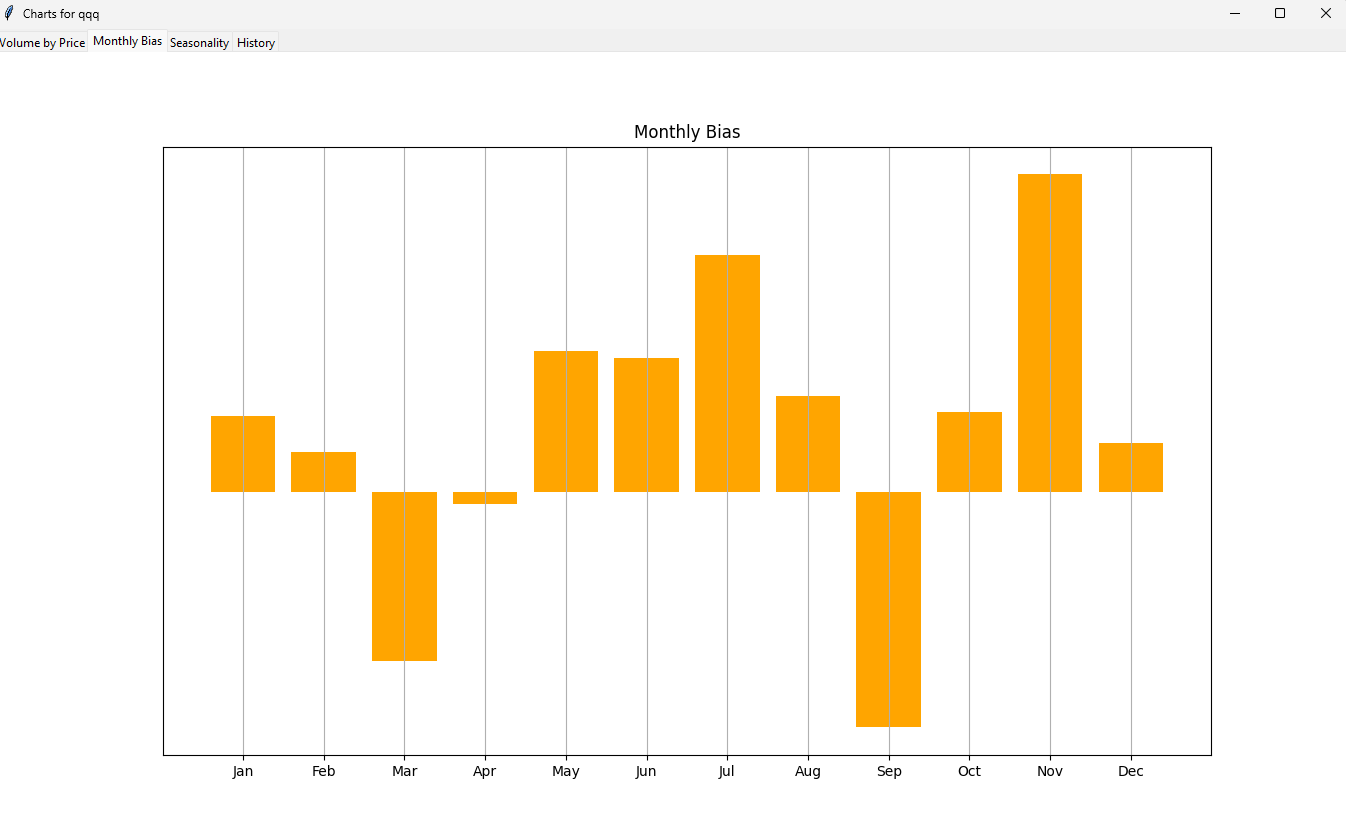 Charts for qqq
Volume by Price Monthly Bias Seasonality History
Monthly Bias
Jan Feb Mar Apr May Jun Jul Aug Sep Oct Nov Dec